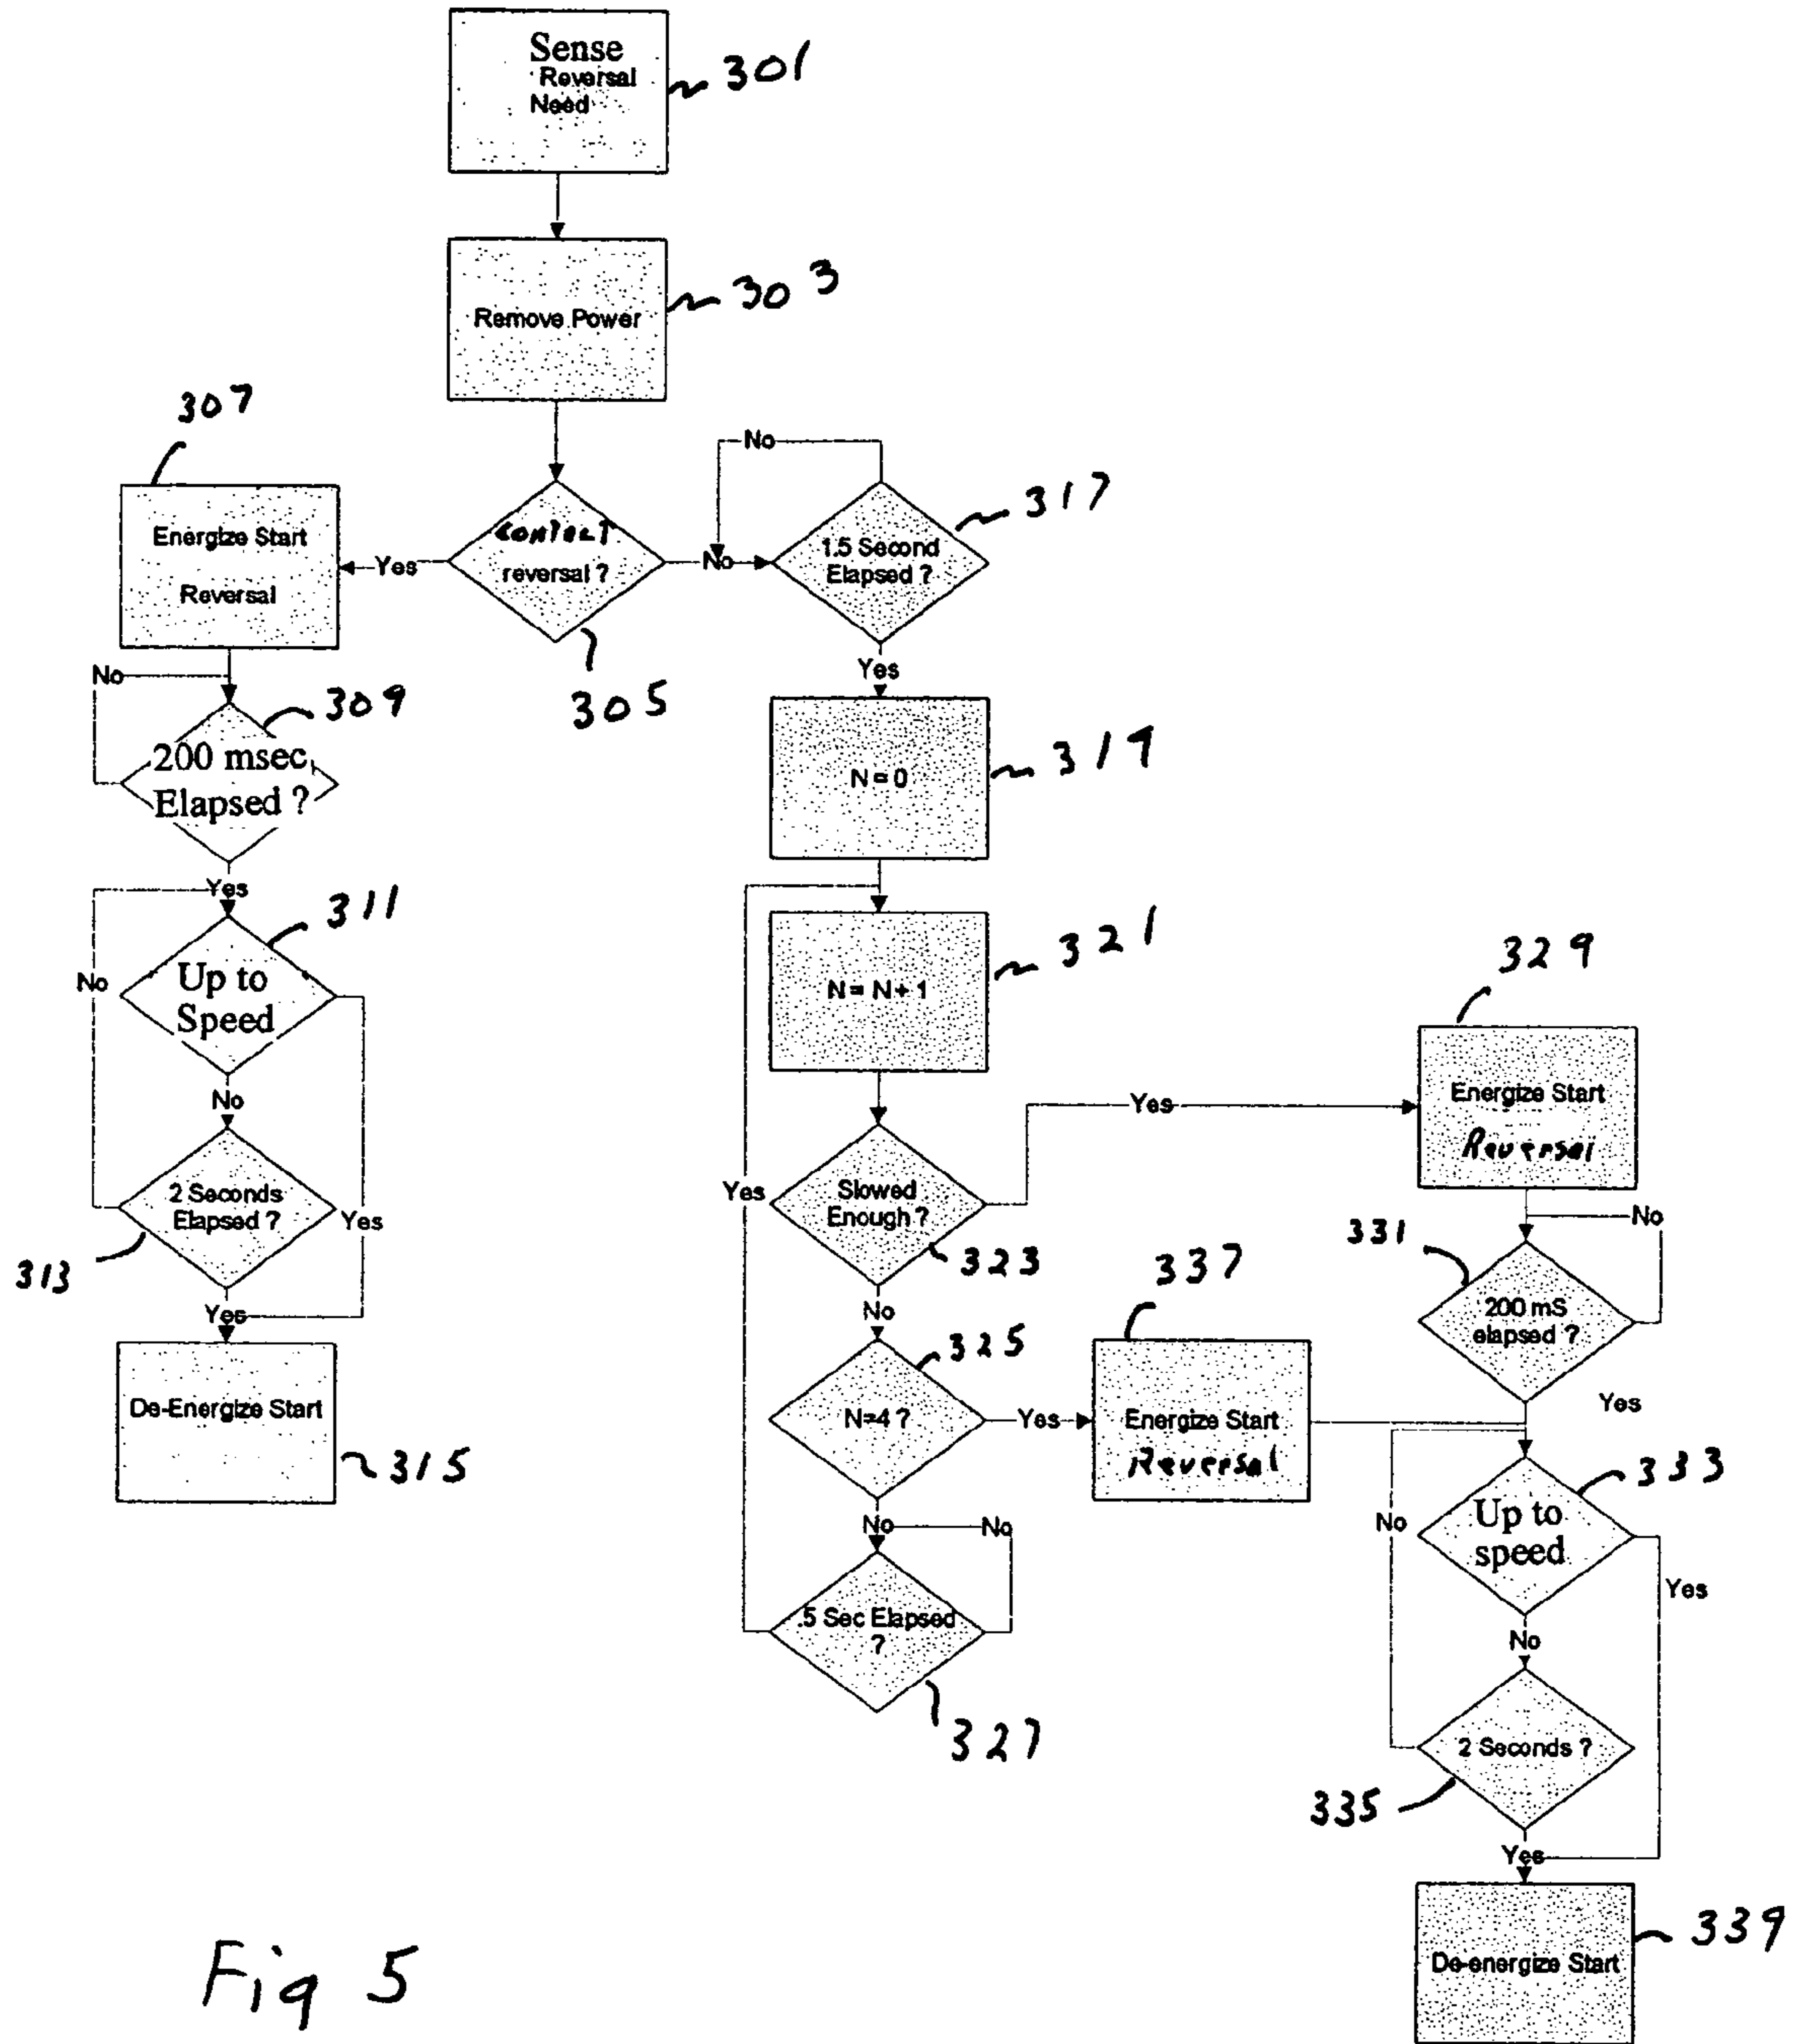 Sense
Reversal
Need
301
Remove Power
303
307
Energize Start
Reversal
Yes
contact
reversal ?
305
No
No
1.5 Second
Elapsed ?
317
Yes
No
309
200 msec
Elapsed ?
Yes
311
No
Up to
Speed
No
2 Seconds
Elapsed ?
Yes
313
Yes
De-Energize Start
315
N = 0
319
N = N + 1
321
Yes
Slowed
Enough ?
323
Yes
329
Energize Start
Reversal
No
331
200 mS
elapsed ?
Yes
No
325
N=4 ?
Yes
337
Energize Start
Reversal
No
No
.5 Sec Elapsed
?
327
333
No
Up to
speed
Yes
No
2 Seconds ?
335
Yes
De-energize Start
339
Fig 5